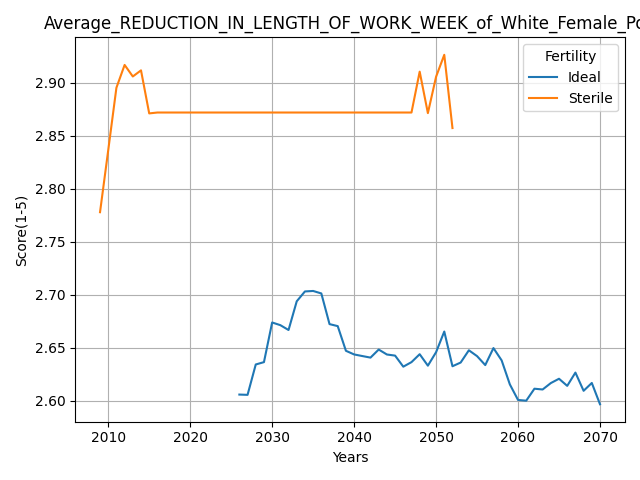 Average_REDUCTION_IN_LENGTH_OF_WORK_WEEK_of_White_Female_Po
Fertility
Ideal
Sterile
Score(1-5)
2.90
2.85
2.80
2.75
2.70
2.65
2.60
2010 2020 2030 2040 2050 2060 2070
Years